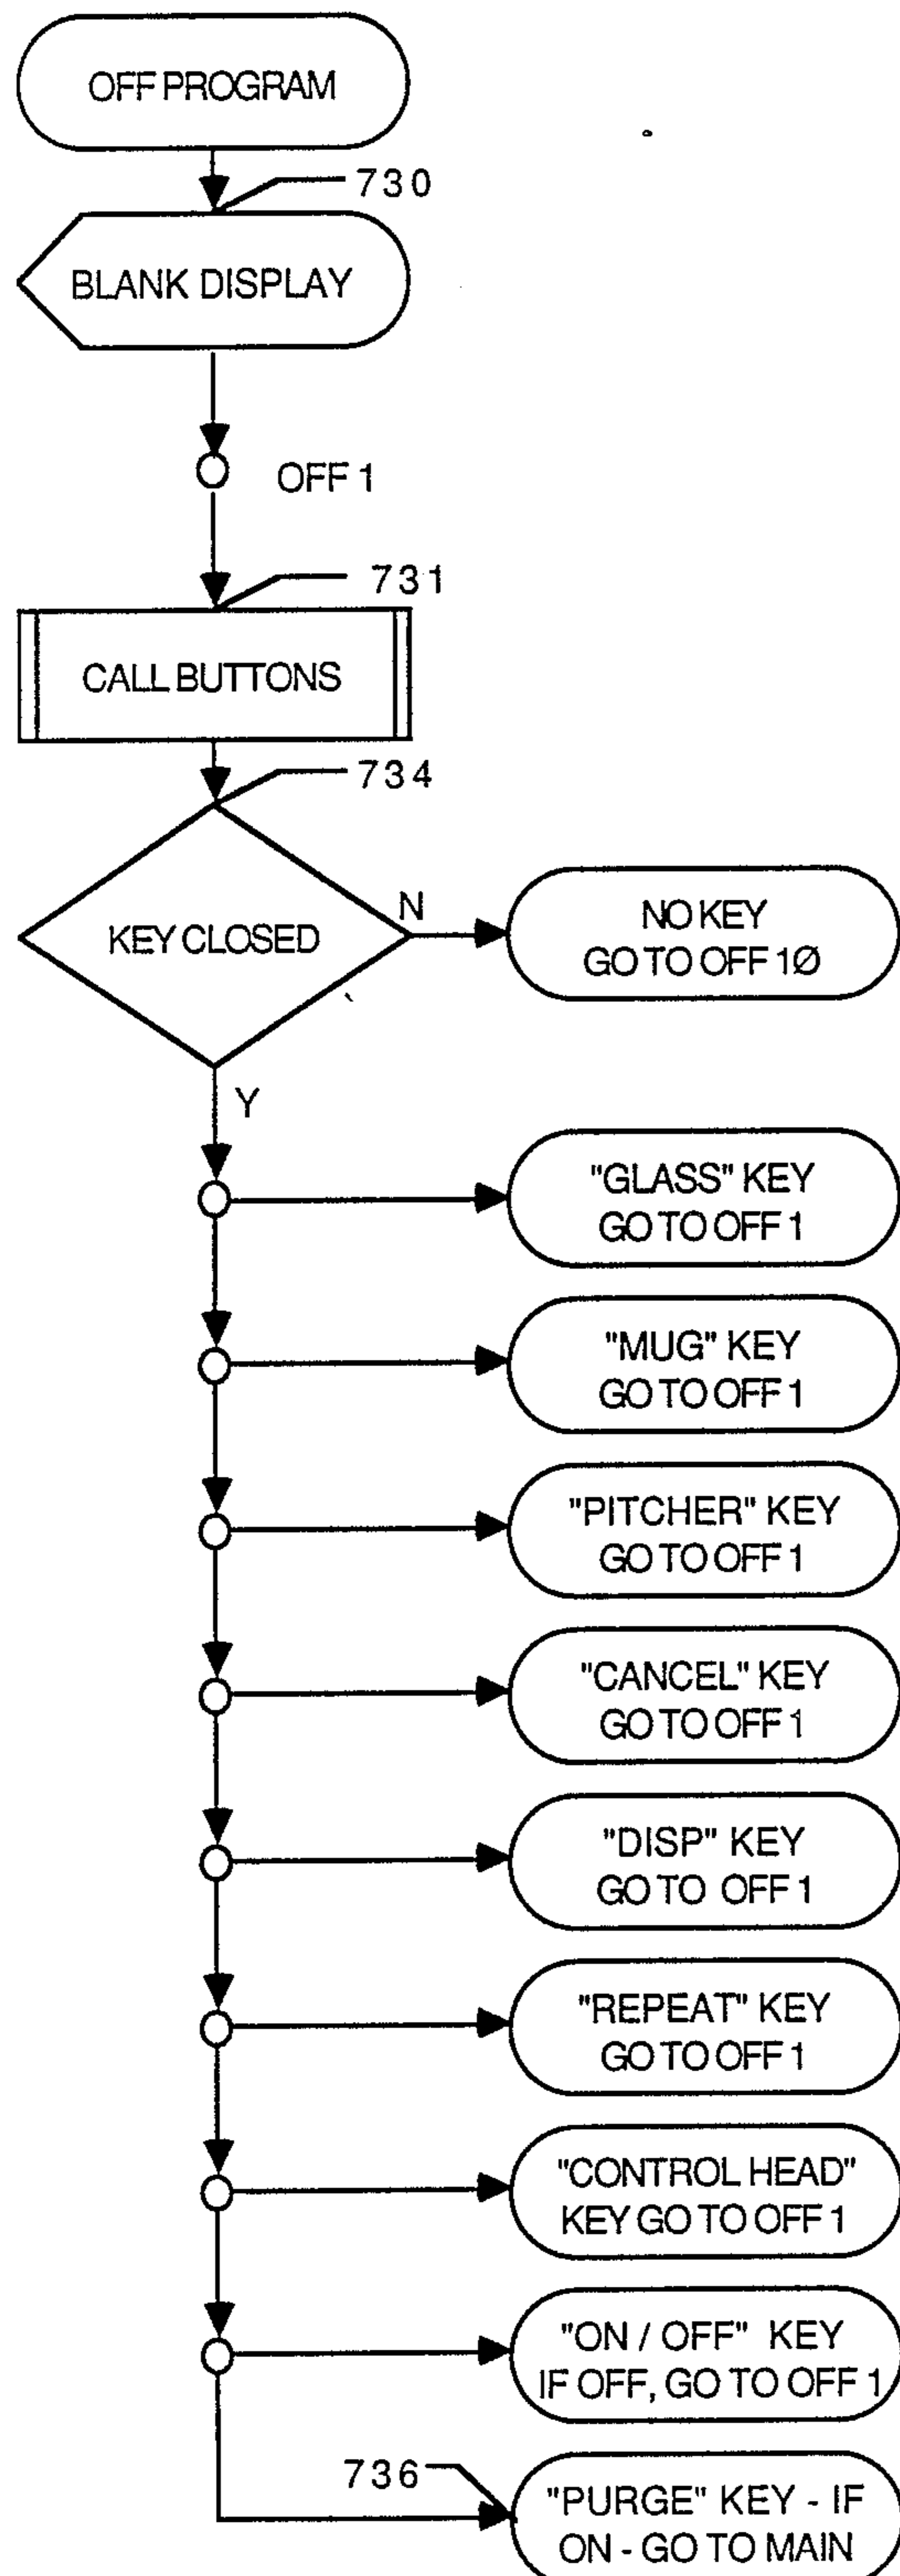 OFF PROGRAM
730
BLANK DISPLAY
OFF 1
731
CALL BUTTONS
734
KEY CLOSED
N
NO KEY
GO TO OFF 1Ø
Y
"GLASS" KEY
GO TO OFF 1
"MUG" KEY
GO TO OFF 1
"PITCHER" KEY
GO TO OFF 1
"CANCEL" KEY
GO TO OFF 1
"DISP" KEY
GO TO OFF 1
"REPEAT" KEY
GO TO OFF 1
"CONTROL HEAD"
KEY GO TO OFF 1
"ON / OFF" KEY
IF OFF, GO TO OFF 1
736
"PURGE" KEY - IF
ON - GO TO MAIN